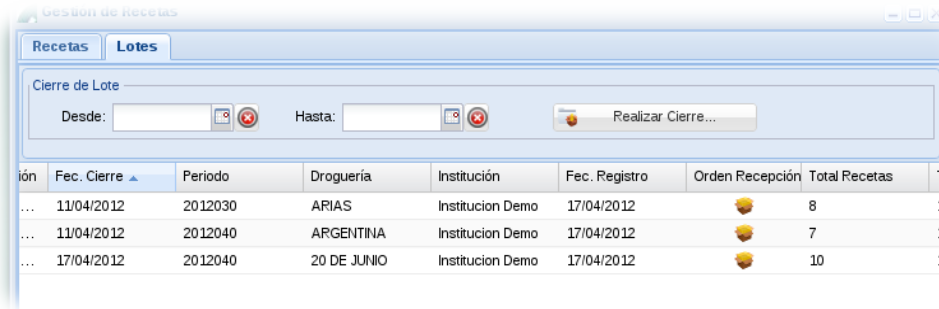 Gestion de Recetas
Recetas Lotes
Cierre de Lote
Desde: Hasta: Realizar Cierre...
ión Fec. Cierre Periodo Droguería Institución Fec. Registro Orden Recepción Total Recetas
... 11/04/2012 2012030 ARIAS Institucion Demo 17/04/2012 8
... 11/04/2012 2012040 ARGENTINA Institucion Demo 17/04/2012 7
... 17/04/2012 2012040 20 DE JUNIO Institucion Demo 17/04/2012 10